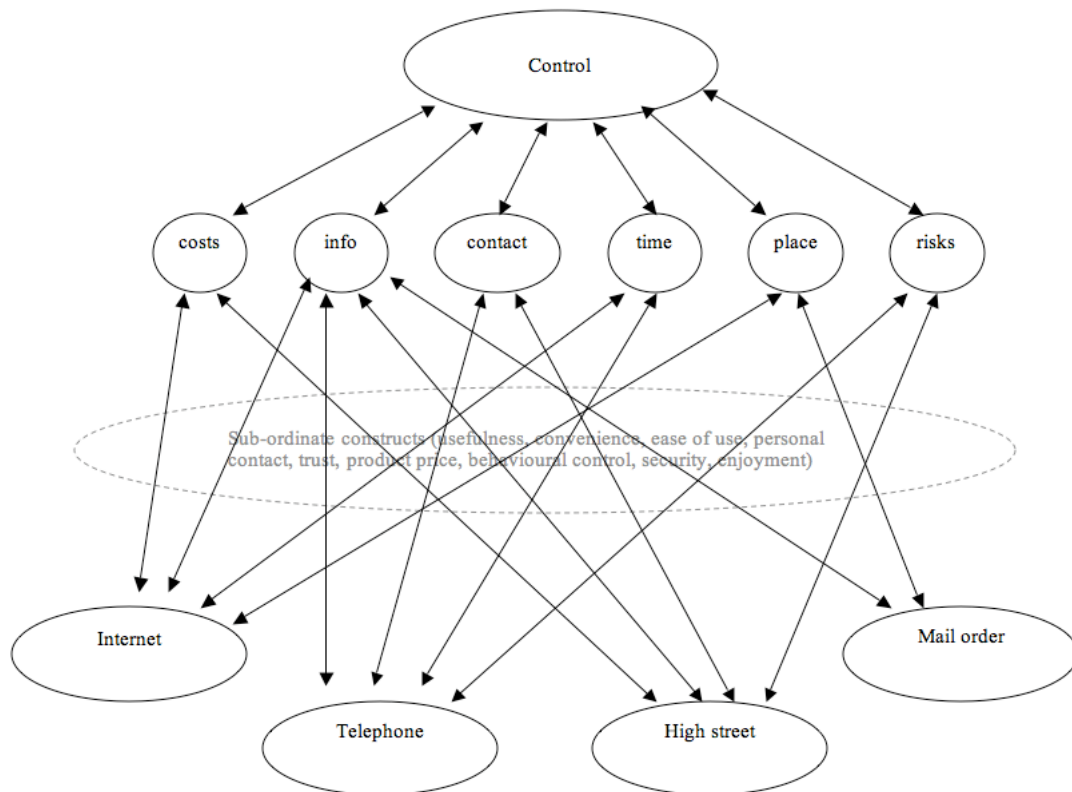 Control
costs
info
contact
time
place
risks
Sub-ordinate constructs (usefulness, convenience, ease of use, personal
contact, trust, product price, behavioural control, security, enjoyment)
Internet
Mail order
Telephone
High street